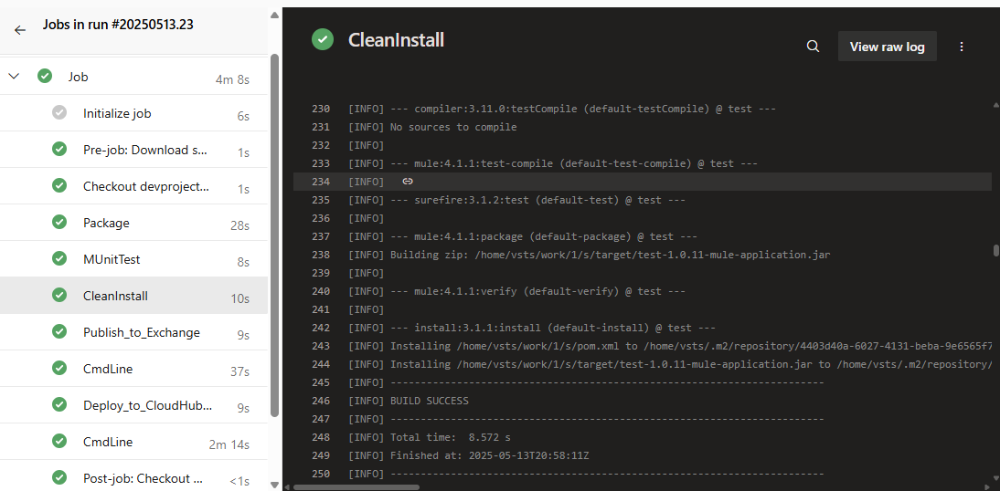 Jobs in run #20250513.23
Job 4m 8s
Initialize job 6s
Pre-job: Download s... 1s
Checkout devproject... 1s
Package 28s
MUnitTest 8s
CleanInstall 10s
Publish_to_Exchange 9s
CmdLine 37s
Deploy_to_CloudHub... 9s
CmdLine 2m 14s
Post-job: Checkout ... <1s
CleanInstall
View raw log
230 [INFO] --- compiler:3.11.0:testCompile (default-testCompile) @ test ---
231 [INFO] No sources to compile
232 [INFO]
233 [INFO] --- mule:4.1.1:test-compile (default-test-compile) @ test ---
234 [INFO]
235 [INFO] --- surefire:3.1.2:test (default-test) @ test ---
236 [INFO]
237 [INFO] --- mule:4.1.1:package (default-package) @ test ---
238 [INFO] Building zip: /home/vsts/work/1/s/target/test-1.0.11-mule-application.jar
239 [INFO]
240 [INFO] --- mule:4.1.1:verify (default-verify) @ test ---
241 [INFO]
242 [INFO] --- install:3.1.1:install (default-install) @ test ---
243 [INFO] Installing /home/vsts/work/1/s/pom.xml to /home/vsts/.m2/repository/4403d40a-6027-4131-beba-9e6565f7
244 [INFO] Installing /home/vsts/work/1/s/target/test-1.0.11-mule-application.jar to /home/vsts/.m2/repository/
245 [INFO] ------------------------------------------------------------------------
246 [INFO] BUILD SUCCESS
247 [INFO] ------------------------------------------------------------------------
248 [INFO] Total time:  8.572 s
249 [INFO] Finished at: 2025-05-13T20:58:11Z
250 [INFO] ------------------------------------------------------------------------